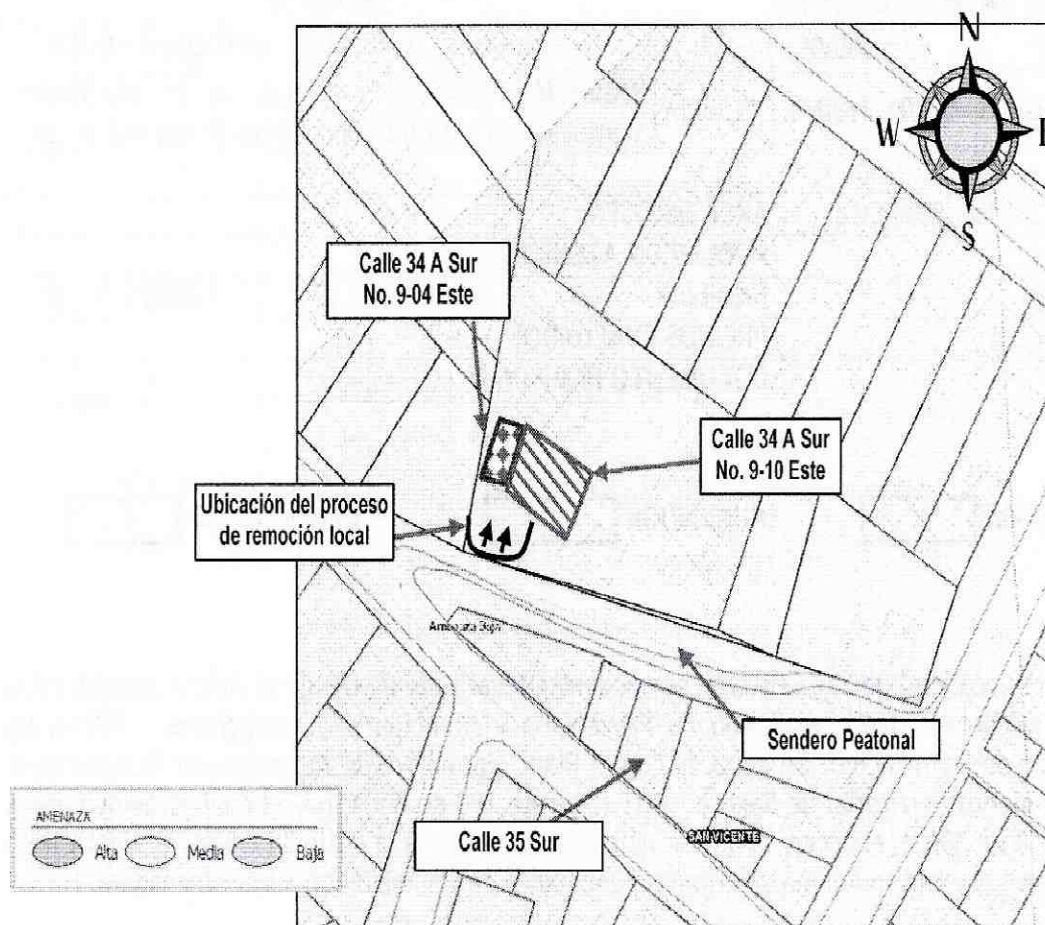 N
W
E
S
Calle 34 A Sur
No. 9-04 Este
Calle 34 A Sur
No. 9-10 Este
Ubicación del proceso
de remoción local
Sendero Peatonal
Calle 35 Sur
SAN VICENTE
AMENAZA
Alta
Media
Baja